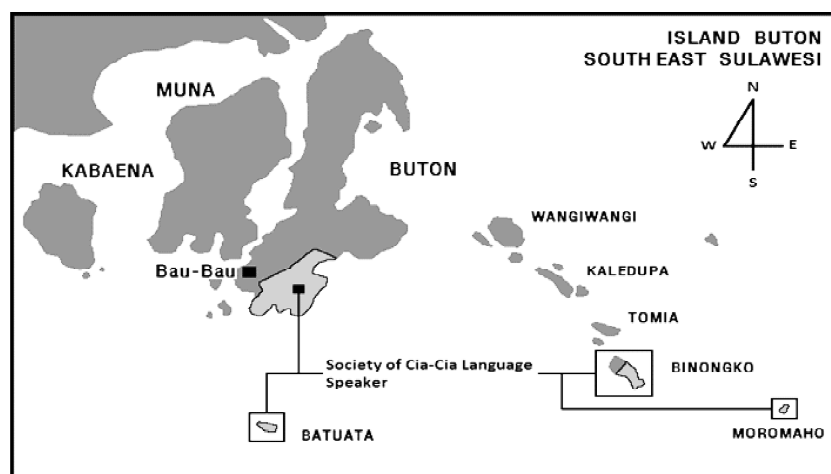 ISLAND BUTON
SOUTH EAST SULAWESI
N
W
E
S
MUNA
KABAENA
BUTON
WANGIWANGI
Bau-Bau
KALEDUPA
TOMIA
Society of Cia-Cia Language
Speaker
BINONGKO
BATUATA
MOROMAHO